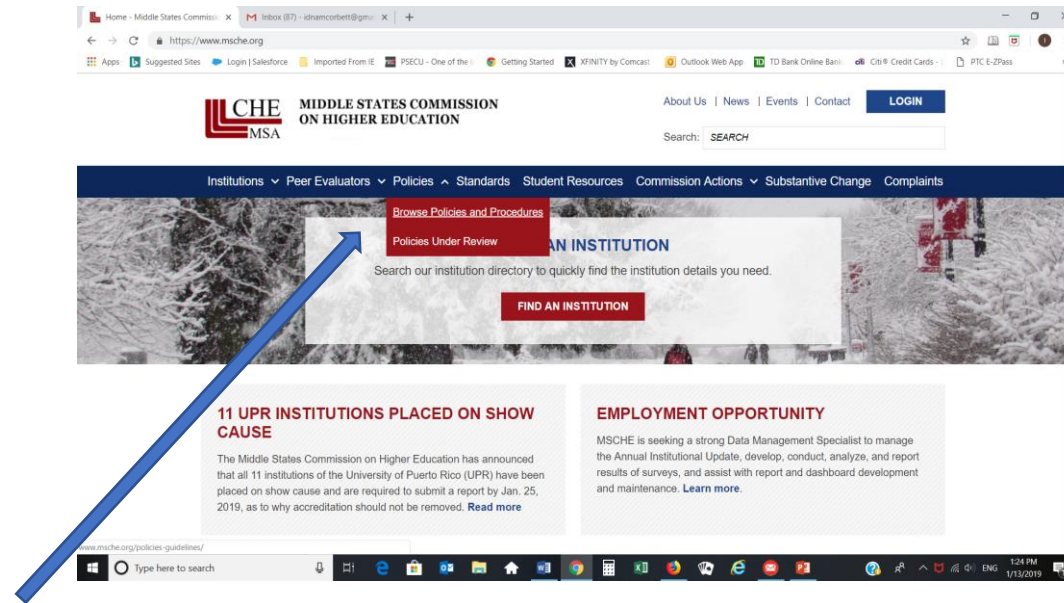 Home - Middle States Commissi
Inbox (87) - idnamcorbett@gmai
https://www.msche.org
Apps Suggested Sites Login | Salesforce Imported From IE PSECU - One of the Getting Started XFINITY by Comcast Outlook Web App TD Bank Online Bank Citi® Credit Cards - PTC E-ZPass
CHE
MSA
MIDDLE STATES COMMISSION
ON HIGHER EDUCATION
About Us | News | Events | Contact LOGIN
Search: SEARCH
Institutions Peer Evaluators Policies Standards Student Resources Commission Actions Substantive Change Complaints
Browse Policies and Procedures
Policies Under Review
AN INSTITUTION
Search our institution directory to quickly find the institution details you need.
FIND AN INSTITUTION
11 UPR INSTITUTIONS PLACED ON SHOW
CAUSE
The Middle States Commission on Higher Education has announced
that all 11 institutions of the University of Puerto Rico (UPR) have been
placed on show cause and are required to submit a report by Jan. 25,
2019, as to why accreditation should not be removed. Read more
EMPLOYMENT OPPORTUNITY
MSCHE is seeking a strong Data Management Specialist to manage
the Annual Institutional Update, develop, conduct, analyze, and report
results of surveys, and assist with report and dashboard development
and maintenance. Learn more.
www.msche.org/policies-guidelines/
Type here to search
ENG
1:24 PM
1/13/2019